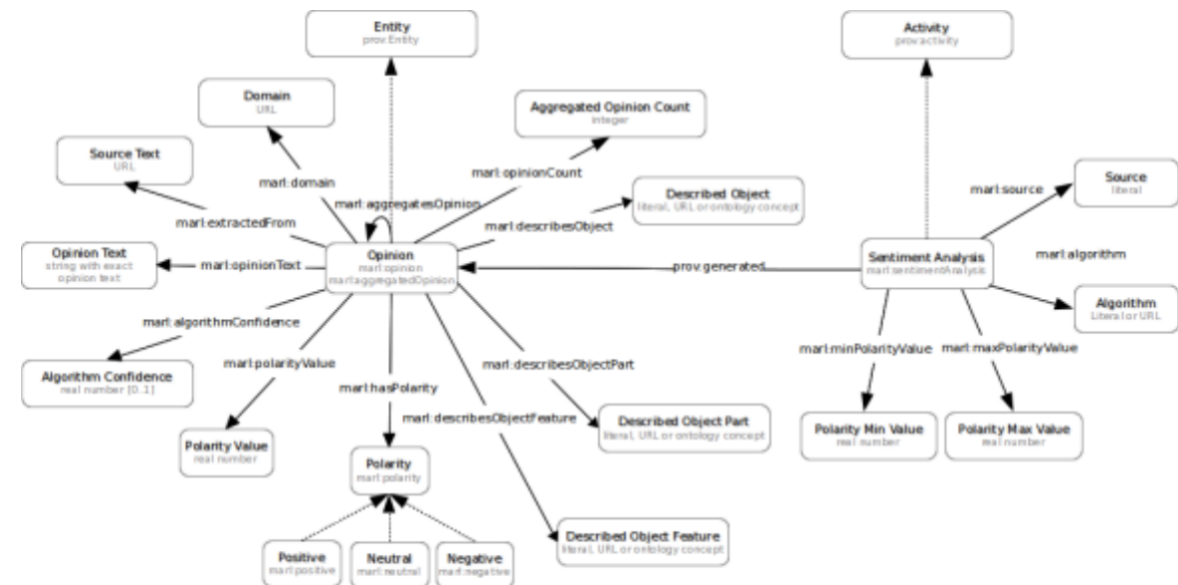 Entity
prov:Entity
Activity
prov:activity
Domain
URL
Aggregated Opinion Count
integer
Source Text
URL
marl:opinionCount
marl:domain
Described Object
literal, URL or ontology concept
Source
literal
marl:source
marl:aggregatesOpinion
marl:extractedFrom
marl:describesObject
Opinion Text
string with exact
opinion text
marl:opinionText
Opinion
marl:opinion
marl:aggregatedOpinion
prov:generated
Sentiment Analysis
marl:sentimentAnalysis
marl:algorithm
Algorithm
Literal or URL
marl:algorithmConfidence
marl:minPolarityValue
marl:maxPolarityValue
marl:polarityValue
marl:describesObjectPart
Algorithm Confidence
real number [0..1]
marl:hasPolarity
marl:describesObjectFeature
Described Object Part
literal, URL or ontology concept
Polarity Min Value
real number
Polarity Max Value
real number
Polarity Value
real number
Polarity
marl:polarity
Described Object Feature
literal, URL or ontology concept
Positive
marl:positive
Neutral
marl:neutral
Negative
marl:negative